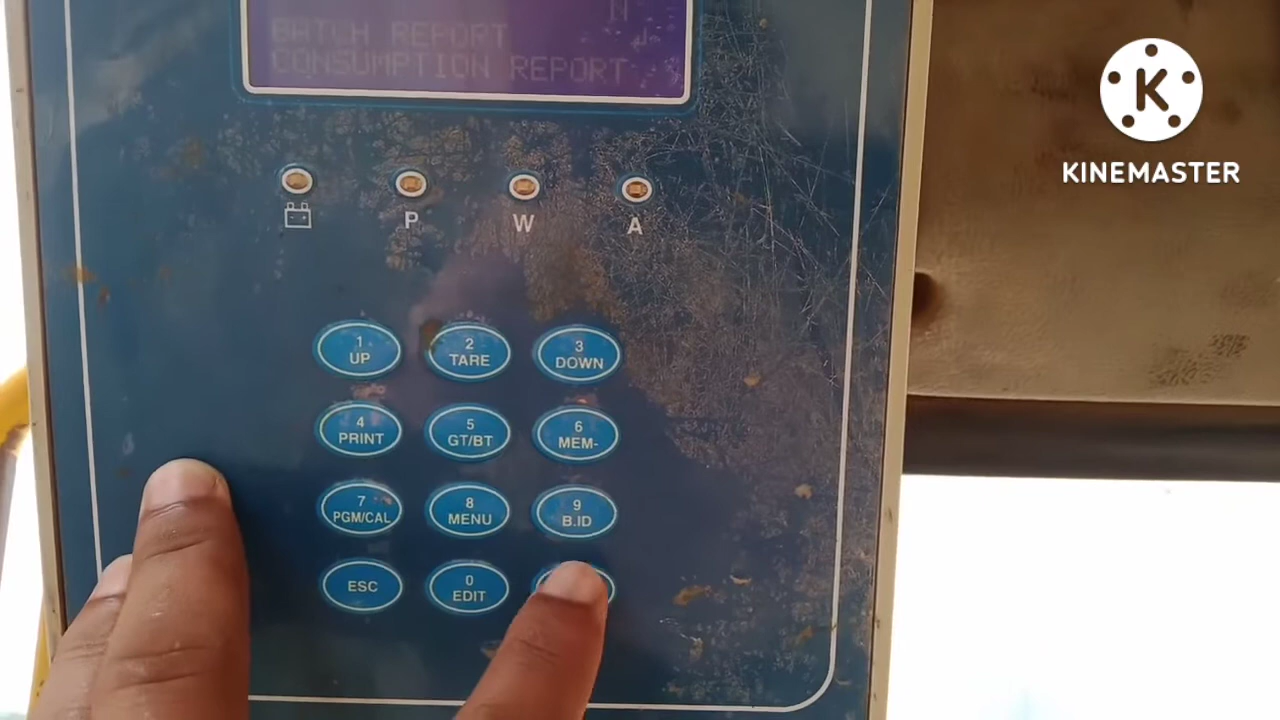 BATCH REPORT
CONSUMPTION REPORT
K
KINEMASTER
P
W
A
1
UP
2
TARE
3
DOWN
4
PRINT
5
GT/BT
6
MEM-
7
PGM/CAL
8
MENU
9
B.ID
ESC
0
EDIT